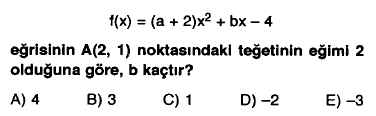 f(x) = (a + 2)x² + bx – 4
eğrisinin A(2, 1) noktasındaki teğetinin eğimi 2
olduğuna göre, b kaçtır?
A) 4 B) 3 C) 1 D) –2 E) –3